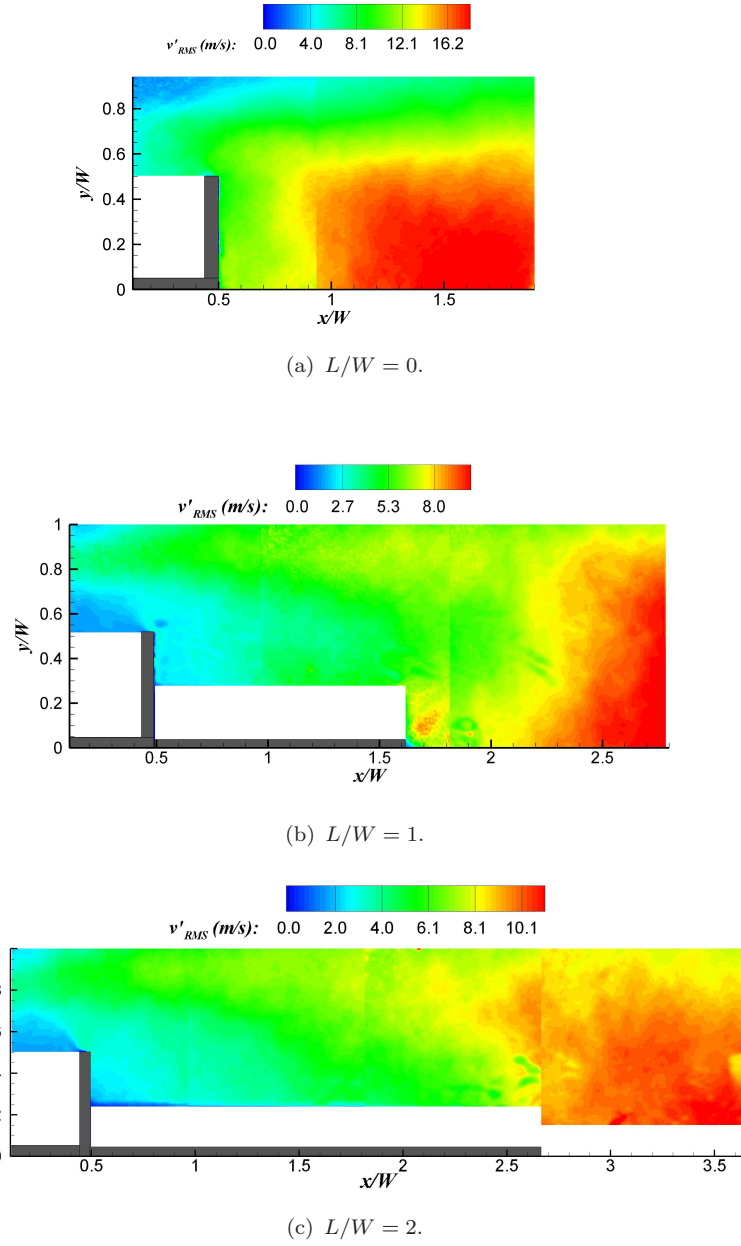 v'RMS (m/s): 0.0 4.0 8.1 12.1 16.2
0.8
0.6
0.4
0.2
0
y/W
0.5 1 1.5
x/W
(a) L/W = 0.
v'RMS (m/s): 0.0 2.7 5.3 8.0
1
0.8
0.6
0.4
0.2
0
y/W
0.5 1 1.5 2 2.5
x/W
(b) L/W = 1.
v'RMS (m/s): 0.0 2.0 4.0 6.1 8.1 10.1
0.5 1 1.5 2 2.5 3 3.5
x/W
(c) L/W = 2.